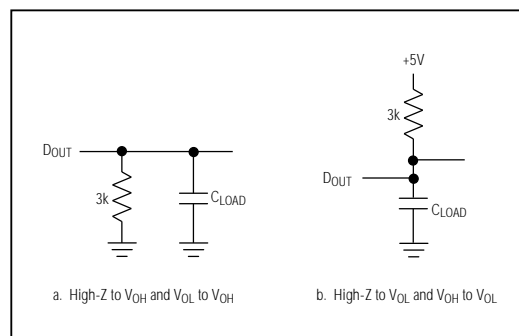 +5V
3k
DOUT
3k
CLOAD
DOUT
CLOAD
a. High-Z to VOH and VOL to VOH
b. High-Z to VOL and VOH to VOL